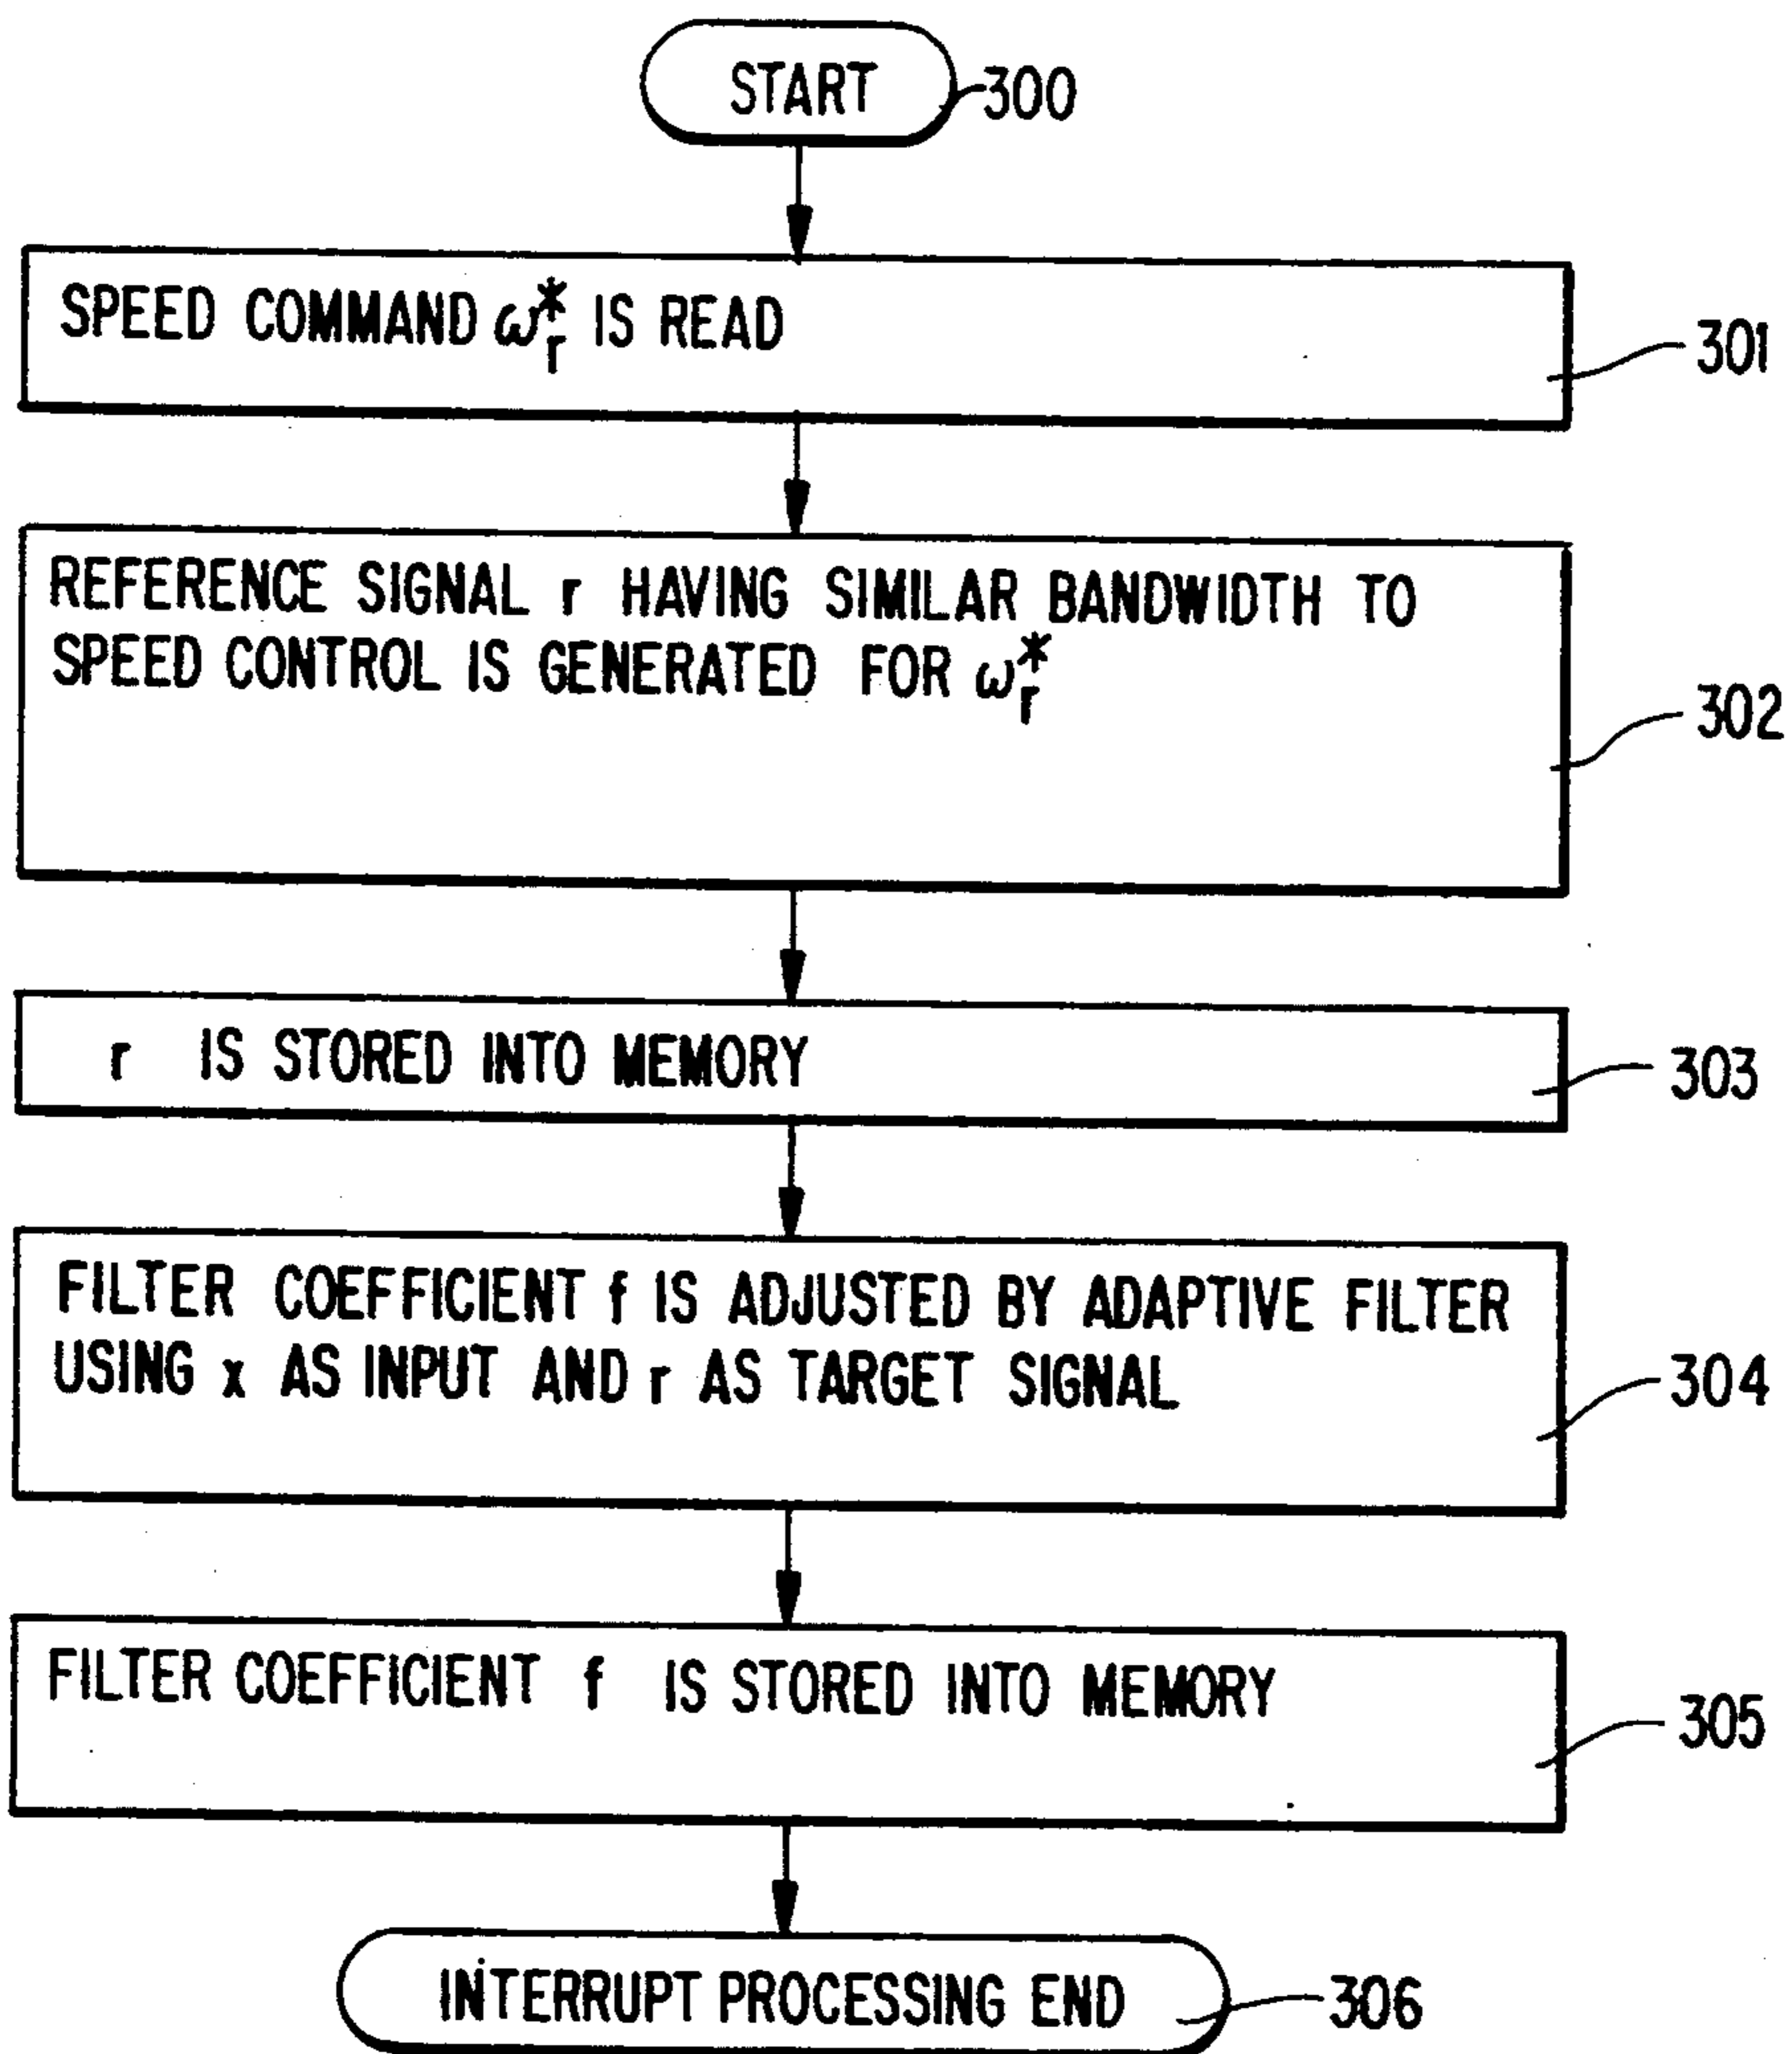 START
300
SPEED COMMAND ωr* IS READ
301
REFERENCE SIGNAL r HAVING SIMILAR BANDWIDTH TO
SPEED CONTROL IS GENERATED FOR ωr*
302
r IS STORED INTO MEMORY
303
FILTER COEFFICIENT f IS ADJUSTED BY ADAPTIVE FILTER
USING x AS INPUT AND r AS TARGET SIGNAL
304
FILTER COEFFICIENT f IS STORED INTO MEMORY
305
INTERRUPT PROCESSING END
306